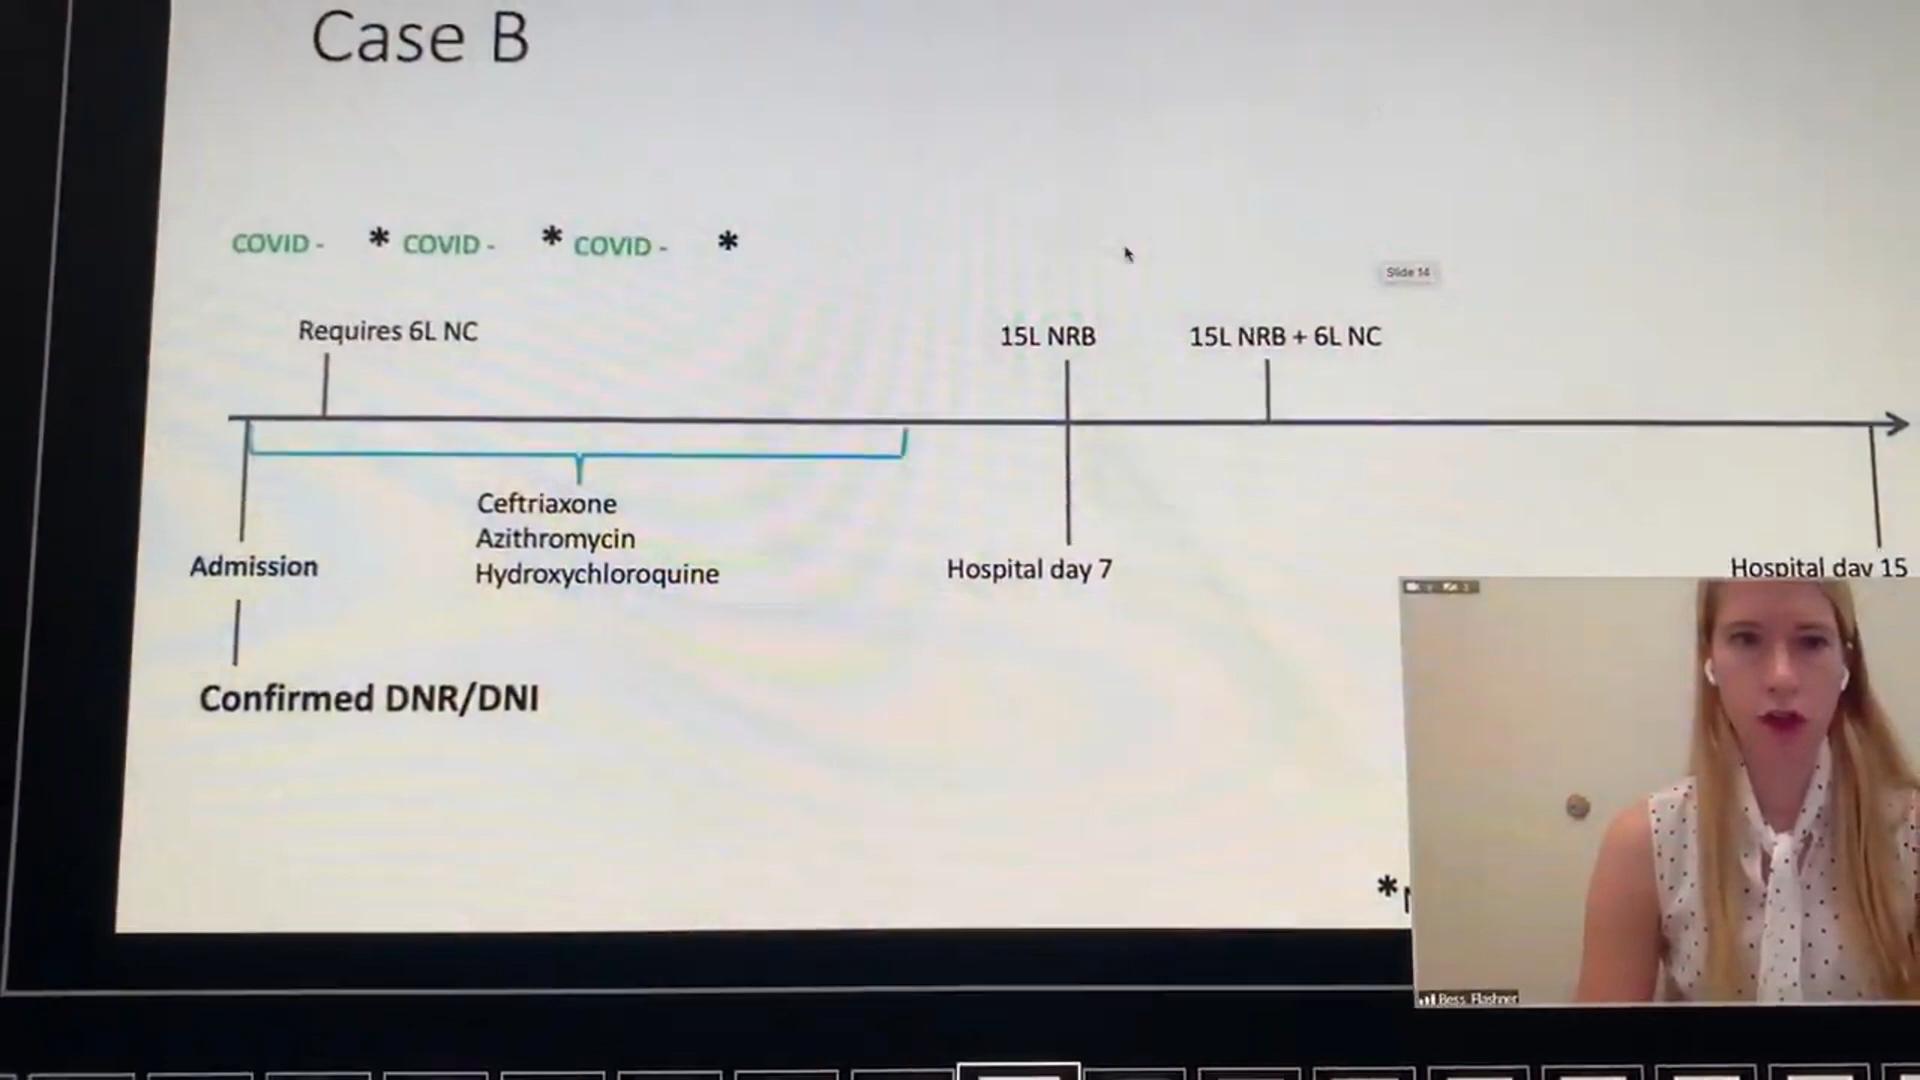 Case B
COVID - * COVID - * COVID - *
Slide 14
Requires 6L NC
15L NRB
15L NRB + 6L NC
Ceftriaxone
Azithromycin
Hydroxychloroquine
Admission
Hospital day 7
Hospital day 15
Confirmed DNR/DNI
*
Bess Flashner